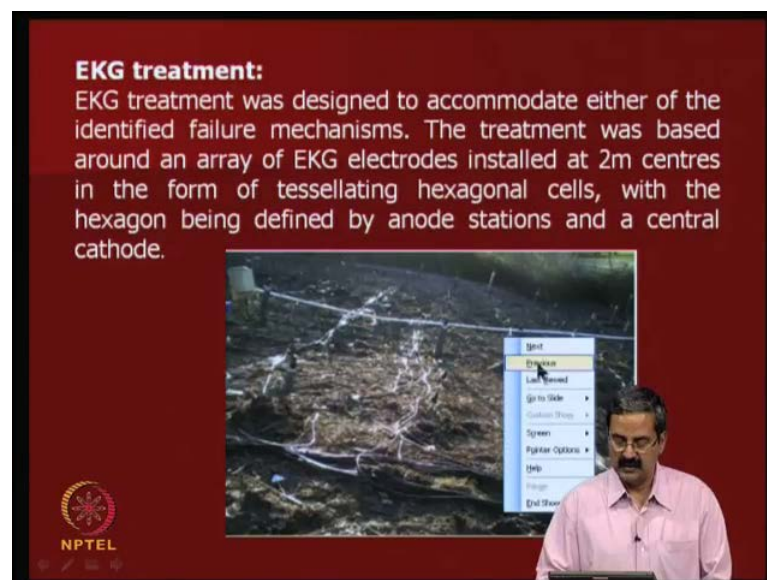 EKG treatment:
EKG treatment was designed to accommodate either of the
identified failure mechanisms. The treatment was based
around an array of EKG electrodes installed at 2m centres
in the form of tessellating hexagonal cells, with the
hexagon being defined by anode stations and a central
cathode.
Next
Previous
Last Viewed
Go to Slide
Custom Show
Screen
Pointer Options
Help
Pause
End Show
NPTEL